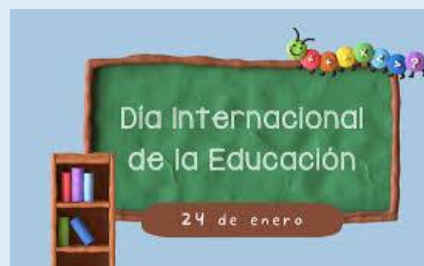 Día Internacional
de la Educación
24 de enero